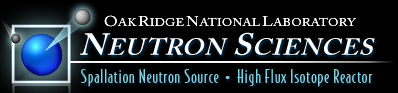 OAK RIDGE NATIONAL LABORATORY
NEUTRON SCIENCES
Spallation Neutron Source • High Flux Isotope Reactor